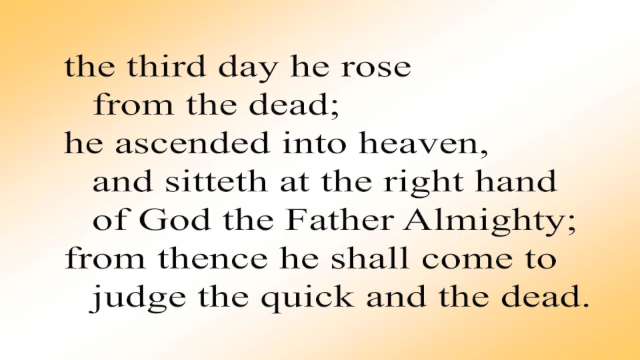 the third day he rose
from the dead;
he ascended into heaven,
and sitteth at the right hand
of God the Father Almighty;
from thence he shall come to
judge the quick and the dead.